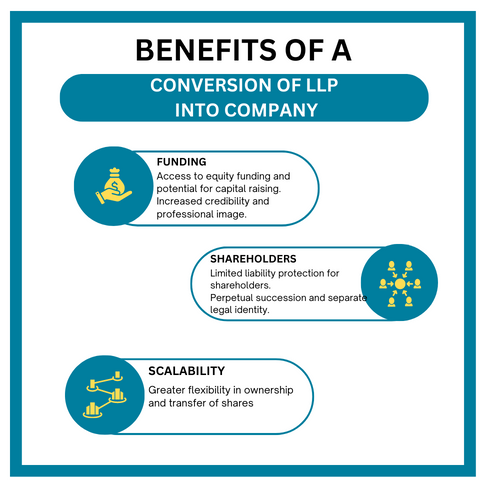 BENEFITS OF A
CONVERSION OF LLP
INTO COMPANY
FUNDING
Access to equity funding and
potential for capital raising.
Increased credibility and
professional image.
SHAREHOLDERS
Limited liability protection for
shareholders.
Perpetual succession and separate
legal identity.
SCALABILITY
Greater flexibility in ownership
and transfer of shares